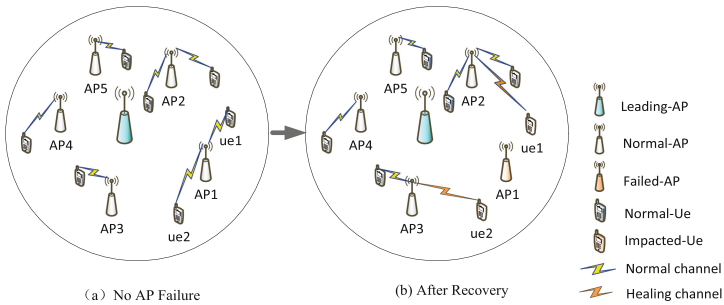 AP5
AP2
AP4
ue1
AP1
AP3
ue2
（a）No AP Failure
AP5
AP2
AP4
ue1
AP1
AP3
ue2
(b) After Recovery
Leading-AP
Normal-AP
Failed-AP
Normal-Ue
Impacted-Ue
Normal channel
Healing channel